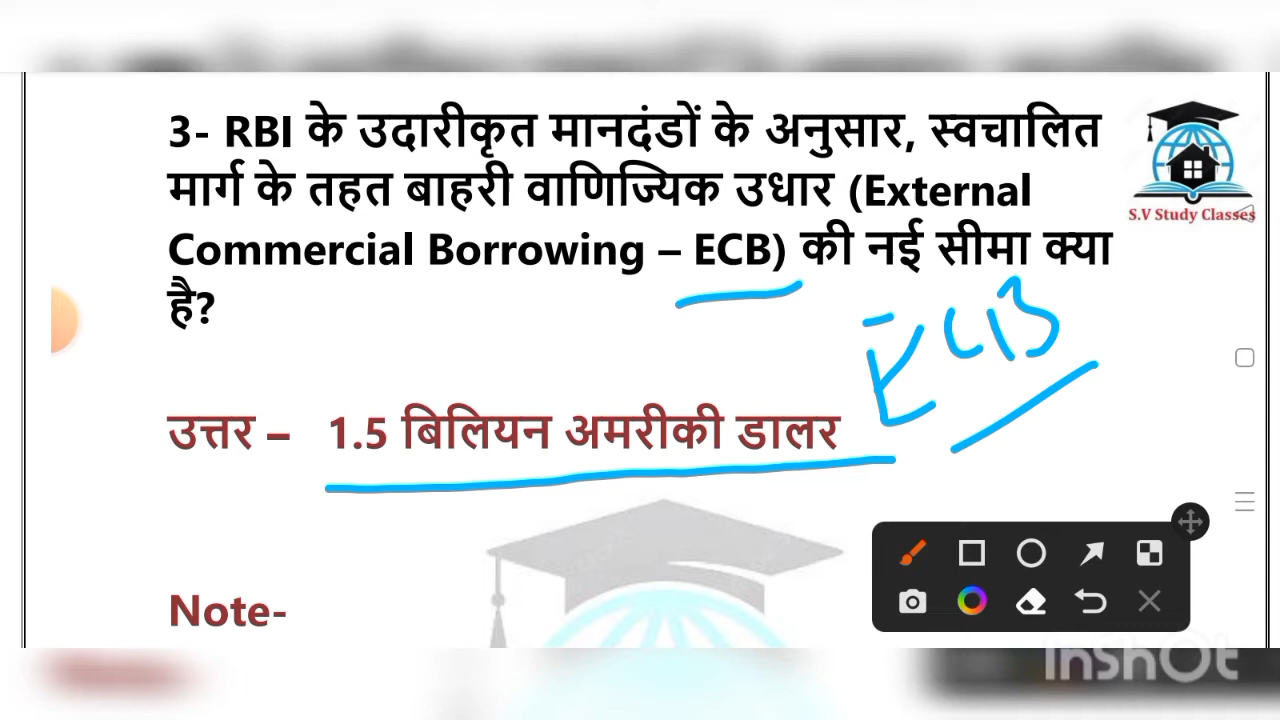 3- RBI के उदारीकृत मानदंडों के अनुसार, स्वचालित
मार्ग के तहत बाहरी वाणिज्यिक उधार (External
Commercial Borrowing – ECB) की नई सीमा क्या
है?
S.V Study Classes
ECB
उत्तर – 1.5 बिलियन अमरीकी डालर
Note-
InshOt